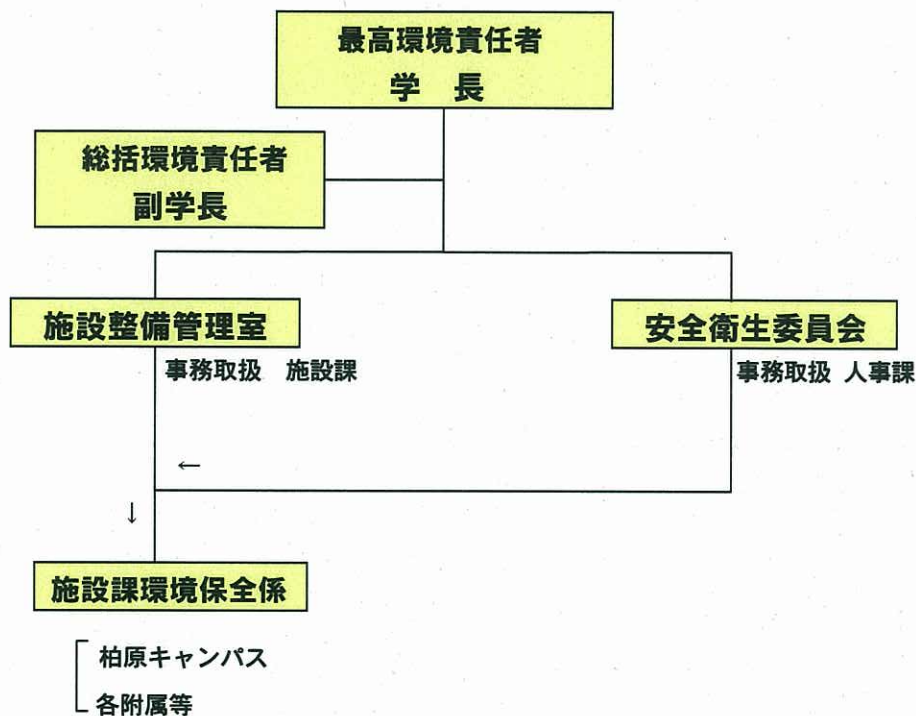 最高環境責任者
学 長
総括環境責任者
副学長
施設整備管理室
安全衛生委員会
事務取扱 施設課
事務取扱 人事課
←
↓
施設課環境保全係
柏原キャンパス
各附属等